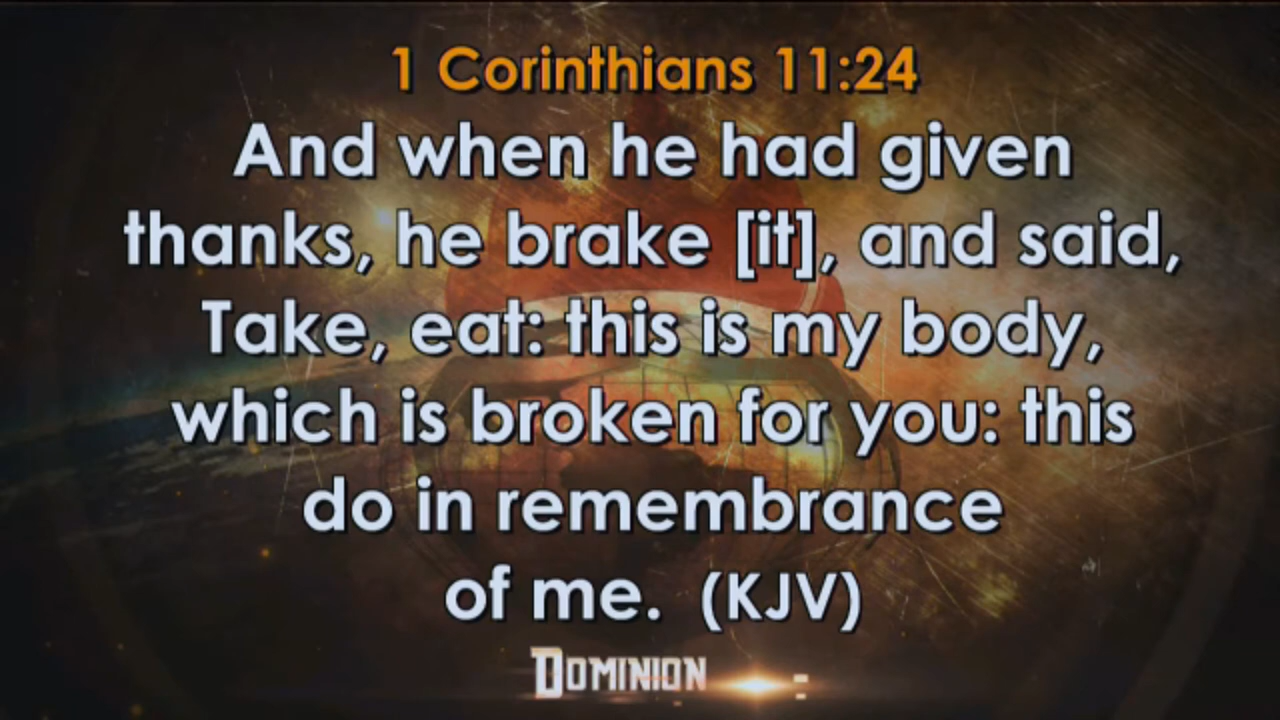 1 Corinthians 11:24
And when he had given
thanks, he brake [it], and said,
Take, eat: this is my body,
which is broken for you: this
do in remembrance
of me. (KJV)
DOMINION